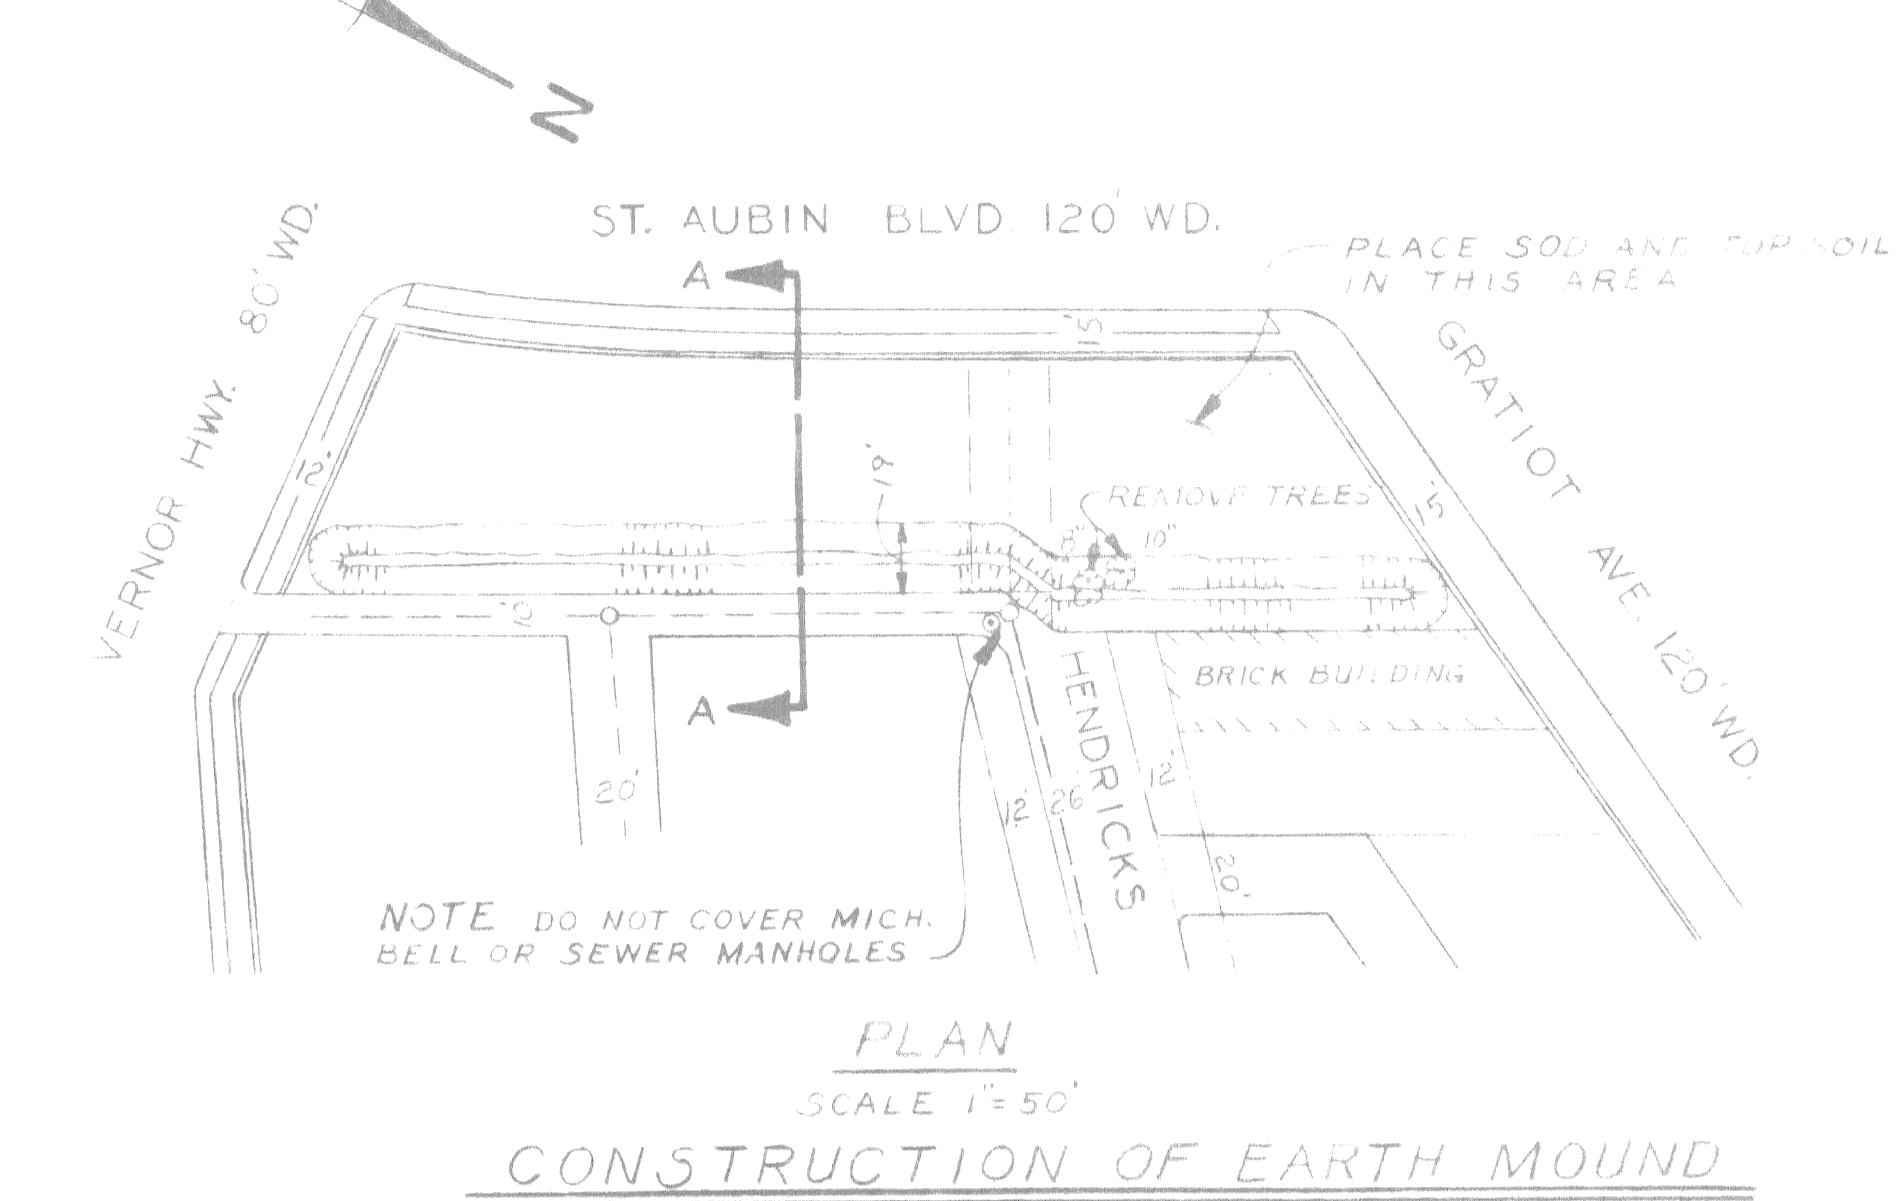 N
ST. AUBIN BLVD. 120' WD.
80' WD.
VERNOR HWY.
A
PLACE SOD AND TOP SOIL
IN THIS AREA
15'
GRATIOT AVE. 120' WD.
12'
19'
REMOVE TREES
8" 10"
15'
10'
A
HENDRICKS
BRICK BUILDING
20'
12' 26' 12'
20'
NOTE DO NOT COVER MICH.
BELL OR SEWER MANHOLES
PLAN
SCALE 1"=50'
CONSTRUCTION OF EARTH MOUND